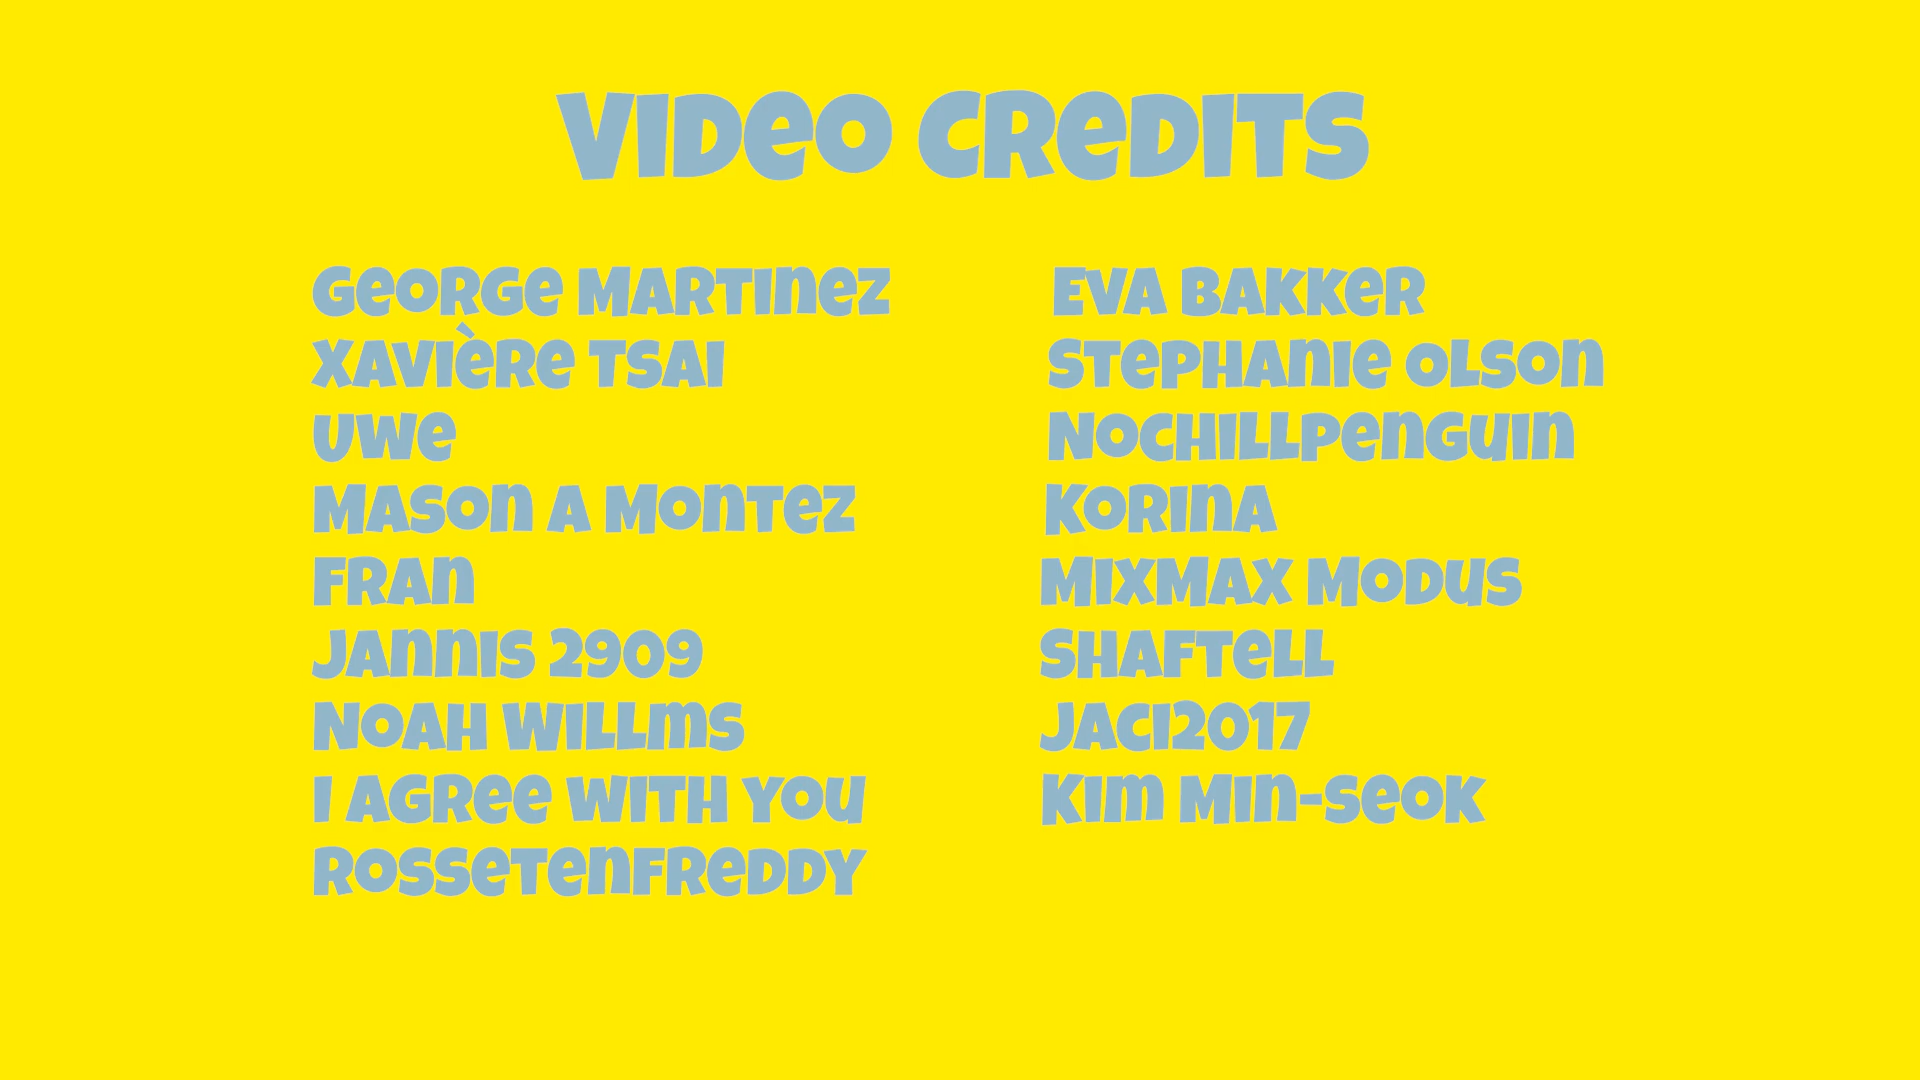 Video Credits
George Martinez
Xavière Tsai
Uwe
Mason A Montez
Fran
Jannis 2909
Noah Willms
I agree with you
Rossetenfreddy
Eva Bakker
Stephanie Olson
Nochillpenguin
Korina
MixMax Modus
Shaftell
Jaci2017
Kim Min-seok